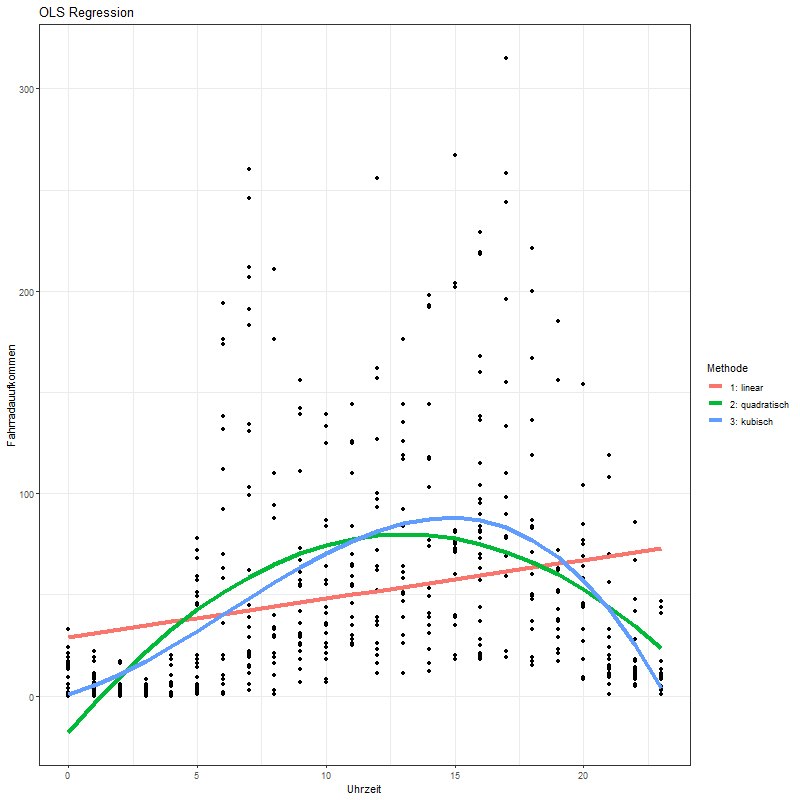 OLS Regression
300
200
100
0
Fahrradauufkommen
0 5 10 15 20
Uhrzeit
Methode
1: linear
2: quadratisch
3: kubisch